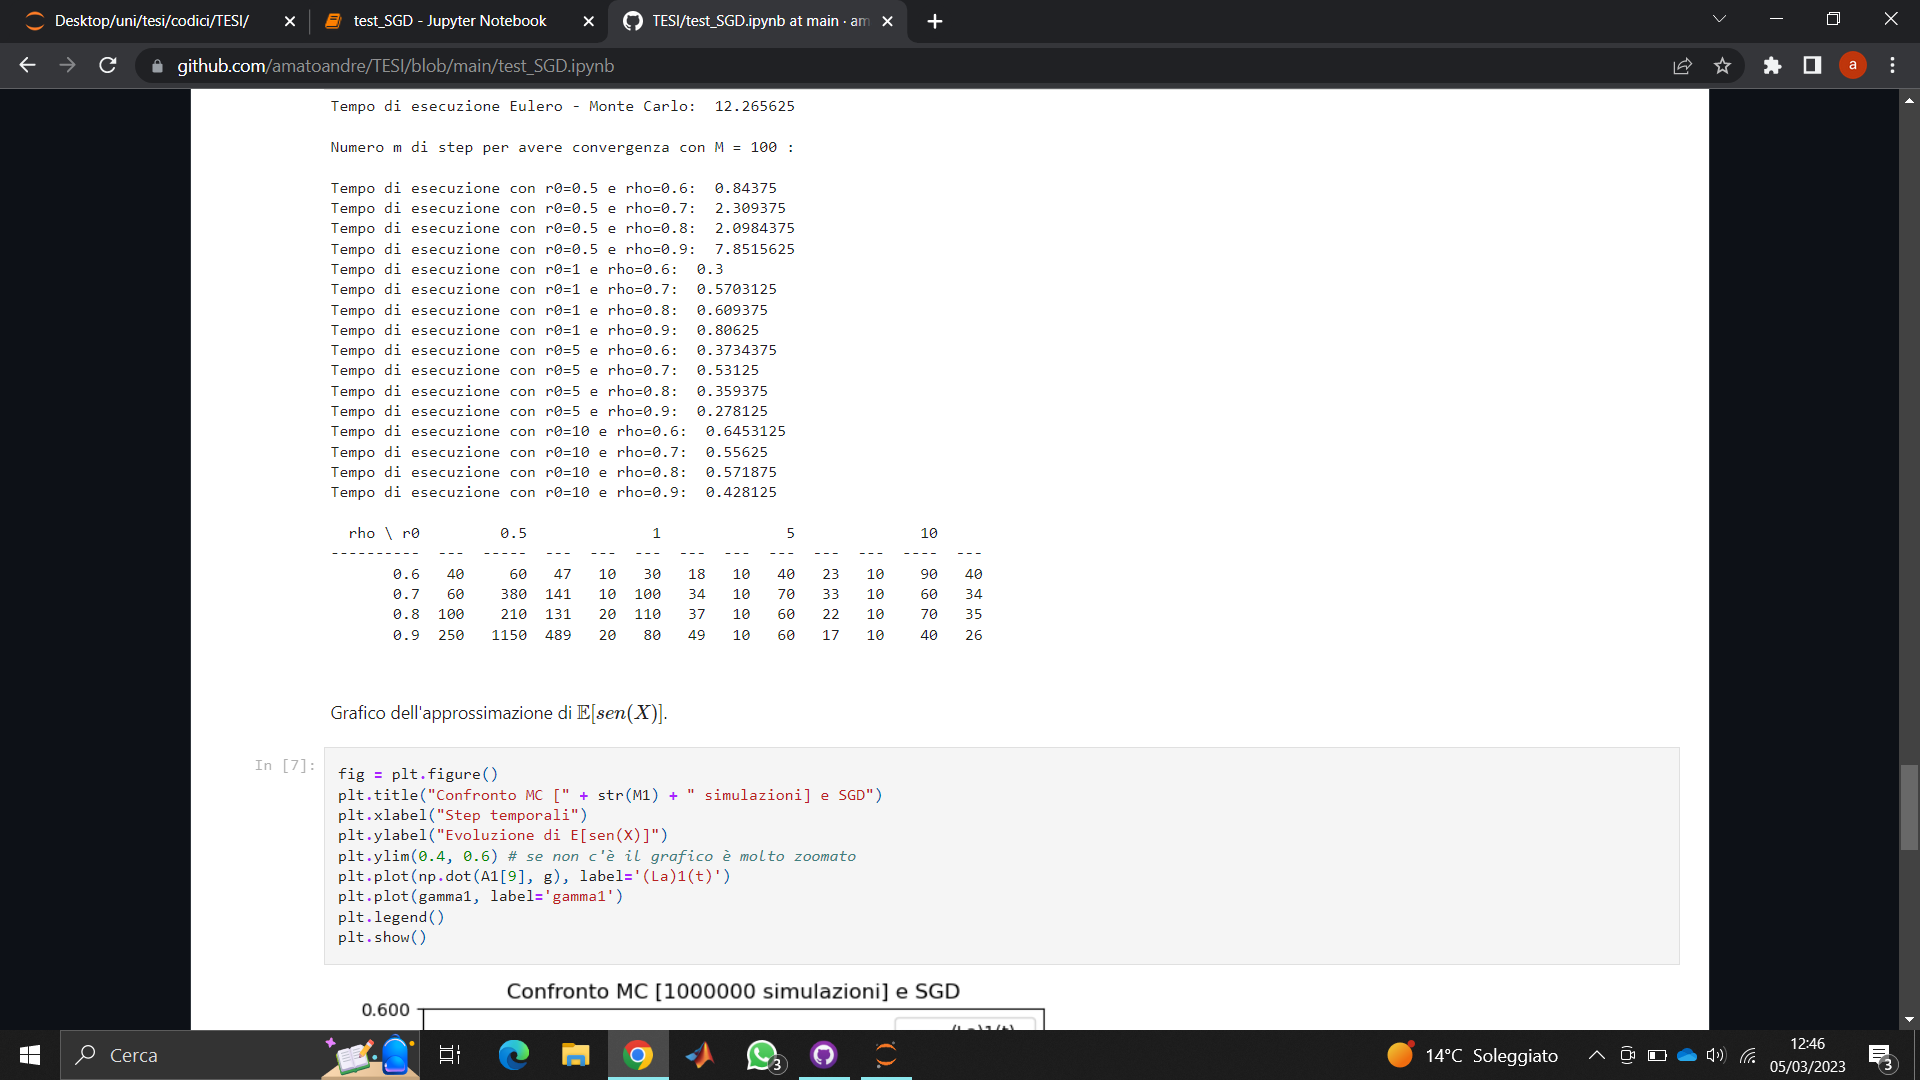 Desktop/uni/tesi/codici/TESI/
test_SGD - Jupyter Notebook
TESI/test_SGD.ipynb at main · am
github.com/amatoandre/TESI/blob/main/test_SGD.ipynb
a
Tempo di esecuzione Eulero - Monte Carlo:  12.265625
Numero m di step per avere convergenza con M = 100 :
Tempo di esecuzione con r0=0.5 e rho=0.6:  0.84375
Tempo di esecuzione con r0=0.5 e rho=0.7:  2.309375
Tempo di esecuzione con r0=0.5 e rho=0.8:  2.0984375
Tempo di esecuzione con r0=0.5 e rho=0.9:  7.8515625
Tempo di esecuzione con r0=1 e rho=0.6:  0.3
Tempo di esecuzione con r0=1 e rho=0.7:  0.5703125
Tempo di esecuzione con r0=1 e rho=0.8:  0.609375
Tempo di esecuzione con r0=1 e rho=0.9:  0.80625
Tempo di esecuzione con r0=5 e rho=0.6:  0.3734375
Tempo di esecuzione con r0=5 e rho=0.7:  0.53125
Tempo di esecuzione con r0=5 e rho=0.8:  0.359375
Tempo di esecuzione con r0=5 e rho=0.9:  0.278125
Tempo di esecuzione con r0=10 e rho=0.6:  0.6453125
Tempo di esecuzione con r0=10 e rho=0.7:  0.55625
Tempo di esecuzione con r0=10 e rho=0.8:  0.571875
Tempo di esecuzione con r0=10 e rho=0.9:  0.428125
  rho \ r0         0.5              1              5              10
----------  ---  -----  ---  ---  ---  ---  ---  ---  ---  ---  ----  ---
       0.6   40     60   47   10   30   18   10   40   23   10    90   40
       0.7   60    380  141   10  100   34   10   70   33   10    60   34
       0.8  100    210  131   20  110   37   10   60   22   10    70   35
       0.9  250   1150  489   20   80   49   10   60   17   10    40   26
Grafico dell'approssimazione di 𝔼[sen(X)].
In [7]:
fig = plt.figure()
plt.title("Confronto MC [" + str(M1) + " simulazioni] e SGD")
plt.xlabel("Step temporali")
plt.ylabel("Evoluzione di E[sen(X)]")
plt.ylim(0.4, 0.6) # se non c'è il grafico è molto zoomato
plt.plot(np.dot(A1[9], g), label='(La)1(t)')
plt.plot(gamma1, label='gamma1')
plt.legend()
plt.show()
Confronto MC [1000000 simulazioni] e SGD
0.600
(La)1(t)
Cerca
3
14°C Soleggiato
12:46
05/03/2023
3